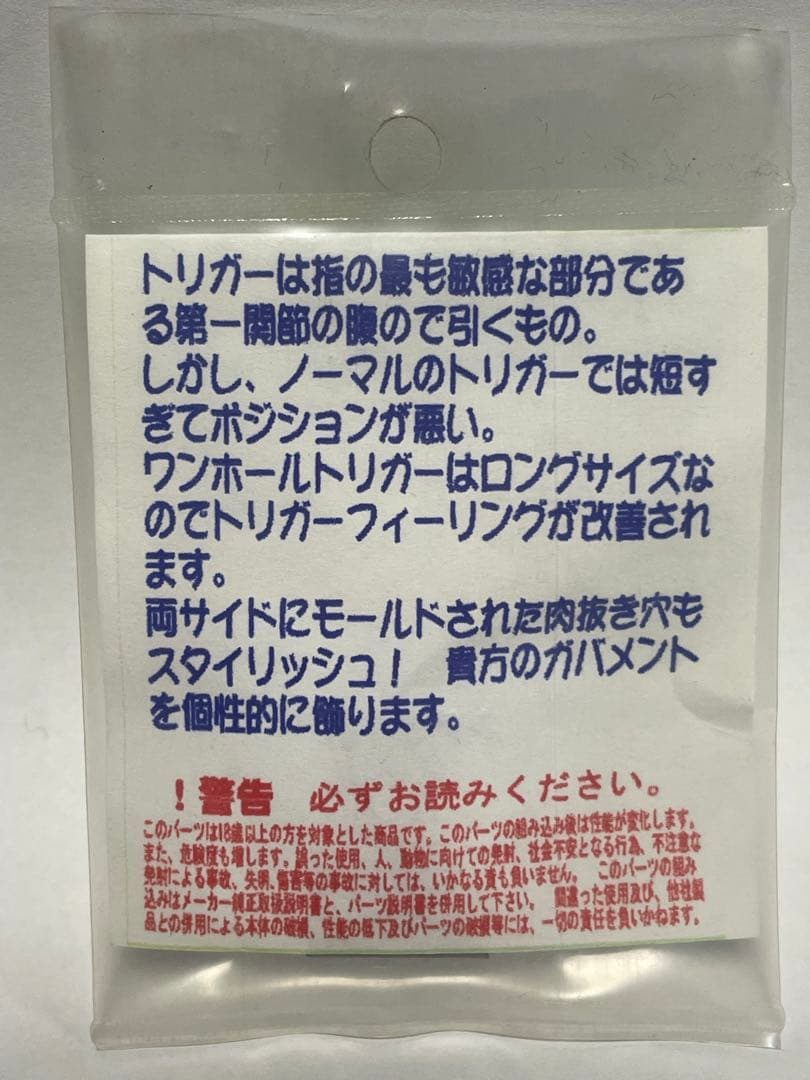 トリガーは指の最も敏感な部分であ
る第一関節の腹ので引くもの。
しかし、ノーマルのトリガーでは短す
ぎてポジションが悪い。
ワンホールトリガーはロングサイズな
のでトリガーフィーリングが改善され
ます。
両サイドにモールドされた肉抜き穴も
スタイリッシュ！　貴方のガバメント
を個性的に飾ります。
！警告　必ずお読みください。
このパーツは18歳以上の方を対象とした商品です。このパーツの組み込み後は性能が変化します。
また、危険度も増します。誤った使用、人、動物に向けての発射、社会不安となる行為、不注意な
発射による事故、失明、傷害等の事故に対しては、いかなる責も負いません。　このパーツの組み
込みはメーカー純正取扱説明書と、パーツ説明書を併用して下さい。　間違った使用及び、他社製
品との併用による本体の破損、性能の低下及びパーツの破損等には、一切の責任を負いかねます。